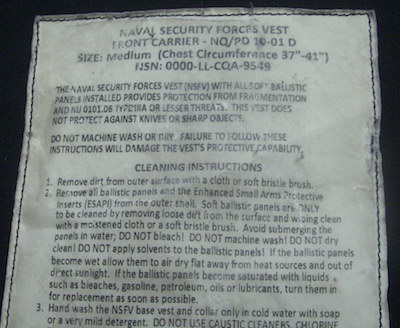 NAVAL SECURITY FORCES VEST
FRONT CARRIER - NO/PD 10-01 D
SIZE: Medium (Chest Circumference 37"-41")
NSN: 0000-LL-CQA-9549
THE NAVAL SECURITY FORCES VEST (NSFV) WITH ALL SOFT BALLISTIC
PANELS INSTALLED PROVIDES PROTECTION FROM FRAGMENTATION
AND NIJ 0101.06 TYPE IIIA OR LESSER THREATS. THIS VEST DOES
NOT PROTECT AGAINST KNIVES OR SHARP OBJECTS.
DO NOT MACHINE WASH OR DRY. FAILURE TO FOLLOW THESE
INSTRUCTIONS WILL DAMAGE THE VEST'S PROTECTIVE CAPABILITY.
CLEANING INSTRUCTIONS
1. Remove dirt from outer surface with a cloth or soft bristle brush.
2. Remove all ballistic panels and the Enhanced Small Arms Protective
Inserts (ESAPI) from the outer shell. Soft ballistic panels are ONLY
to be cleaned by removing loose dirt from the surface and wiping clean
with a moistened cloth or a soft bristle brush. Avoid submerging the
panels in water; DO NOT bleach! DO NOT machine wash! DO NOT dry
clean! DO NOT apply solvents to the ballistic panels! If the ballistic panels
become wet allow them to air dry flat away from heat sources and out of
direct sunlight. If the ballistic panels become saturated with liquids
such as bleaches, gasoline, petroleum, oils or lubricants, turn them in
for replacement as soon as possible.
3. Hand wash the NSFV base vest and collar only in cold water with soap
or a very mild detergent. DO NOT USE CAUSTIC CLEANERS, CHLORINE